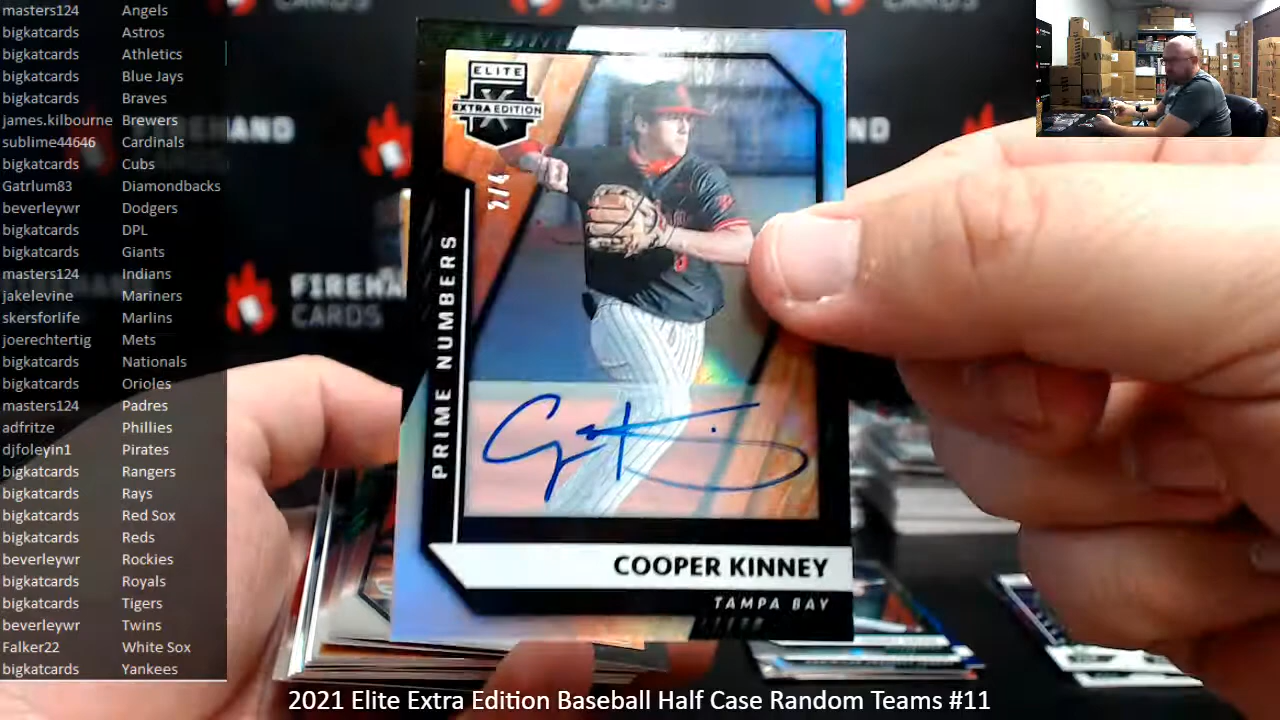 masters124 Angels
bigkatcards Astros
bigkatcards Athletics
bigkatcards Blue Jays
bigkatcards Braves
james.kilbourne Brewers
sublime44646 Cardinals
bigkatcards Cubs
Gatrlum83 Diamondbacks
beverleywr Dodgers
bigkatcards DPL
bigkatcards Giants
masters124 Indians
jakelevine Mariners
skersforlife Marlins
joerechtertig Mets
bigkatcards Nationals
bigkatcards Orioles
masters124 Padres
adfritze Phillies
djfoleyin1 Pirates
bigkatcards Rangers
bigkatcards Rays
bigkatcards Red Sox
bigkatcards Reds
beverleywr Rockies
bigkatcards Royals
bigkatcards Tigers
beverleywr Twins
Falker22 White Sox
bigkatcards Yankees
CARDS
ELITE
EXTRA EDITION
PRIME NUMBERS
COOPER KINNEY
TAMPA BAY
FIREHA
CARDS
2021 Elite Extra Edition Baseball Half Case Random Teams #11